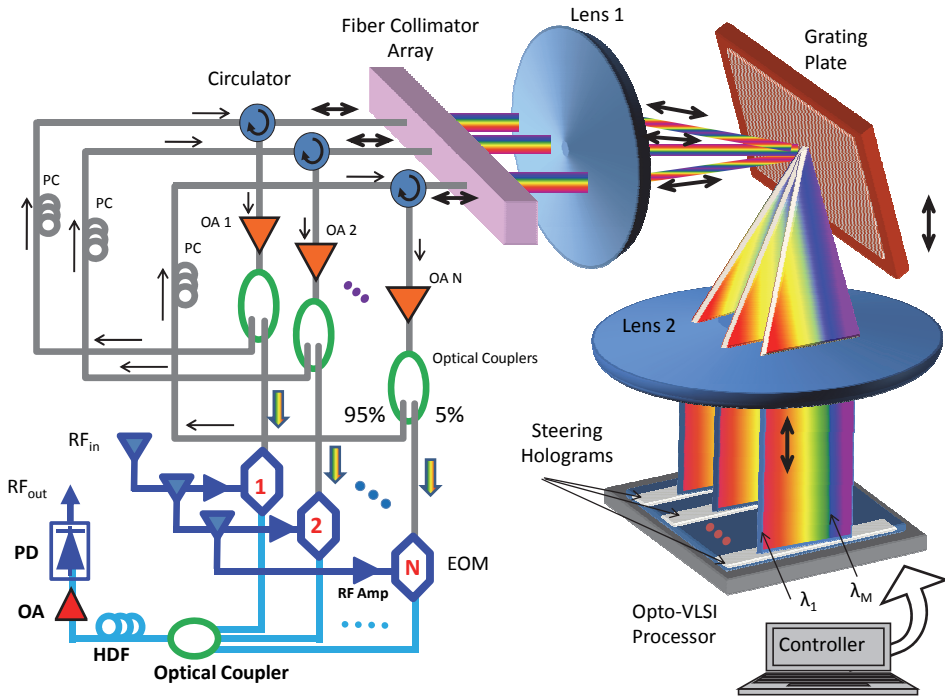 Lens 1
Fiber Collimator
Array
Grating
Plate
Circulator
PC
PC
PC
OA 1
OA 2
OA N
Lens 2
Optical Couplers
95%
5%
RFin
Steering
Holograms
RFout
1
2
N
PD
EOM
RF Amp
OA
HDF
Optical Coupler
λ1
λM
Opto-VLSI
Processor
Controller